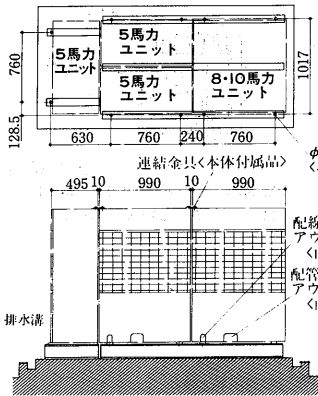 5馬力
ユニット
5馬力
ユニット
5馬力
ユニット
8・10馬力
ユニット
760
128.5
1017
630
760
240
760
φ
連結金具<本体付属品>
495
10
990
10
990
配線
アウ
配管
アウ
排水溝